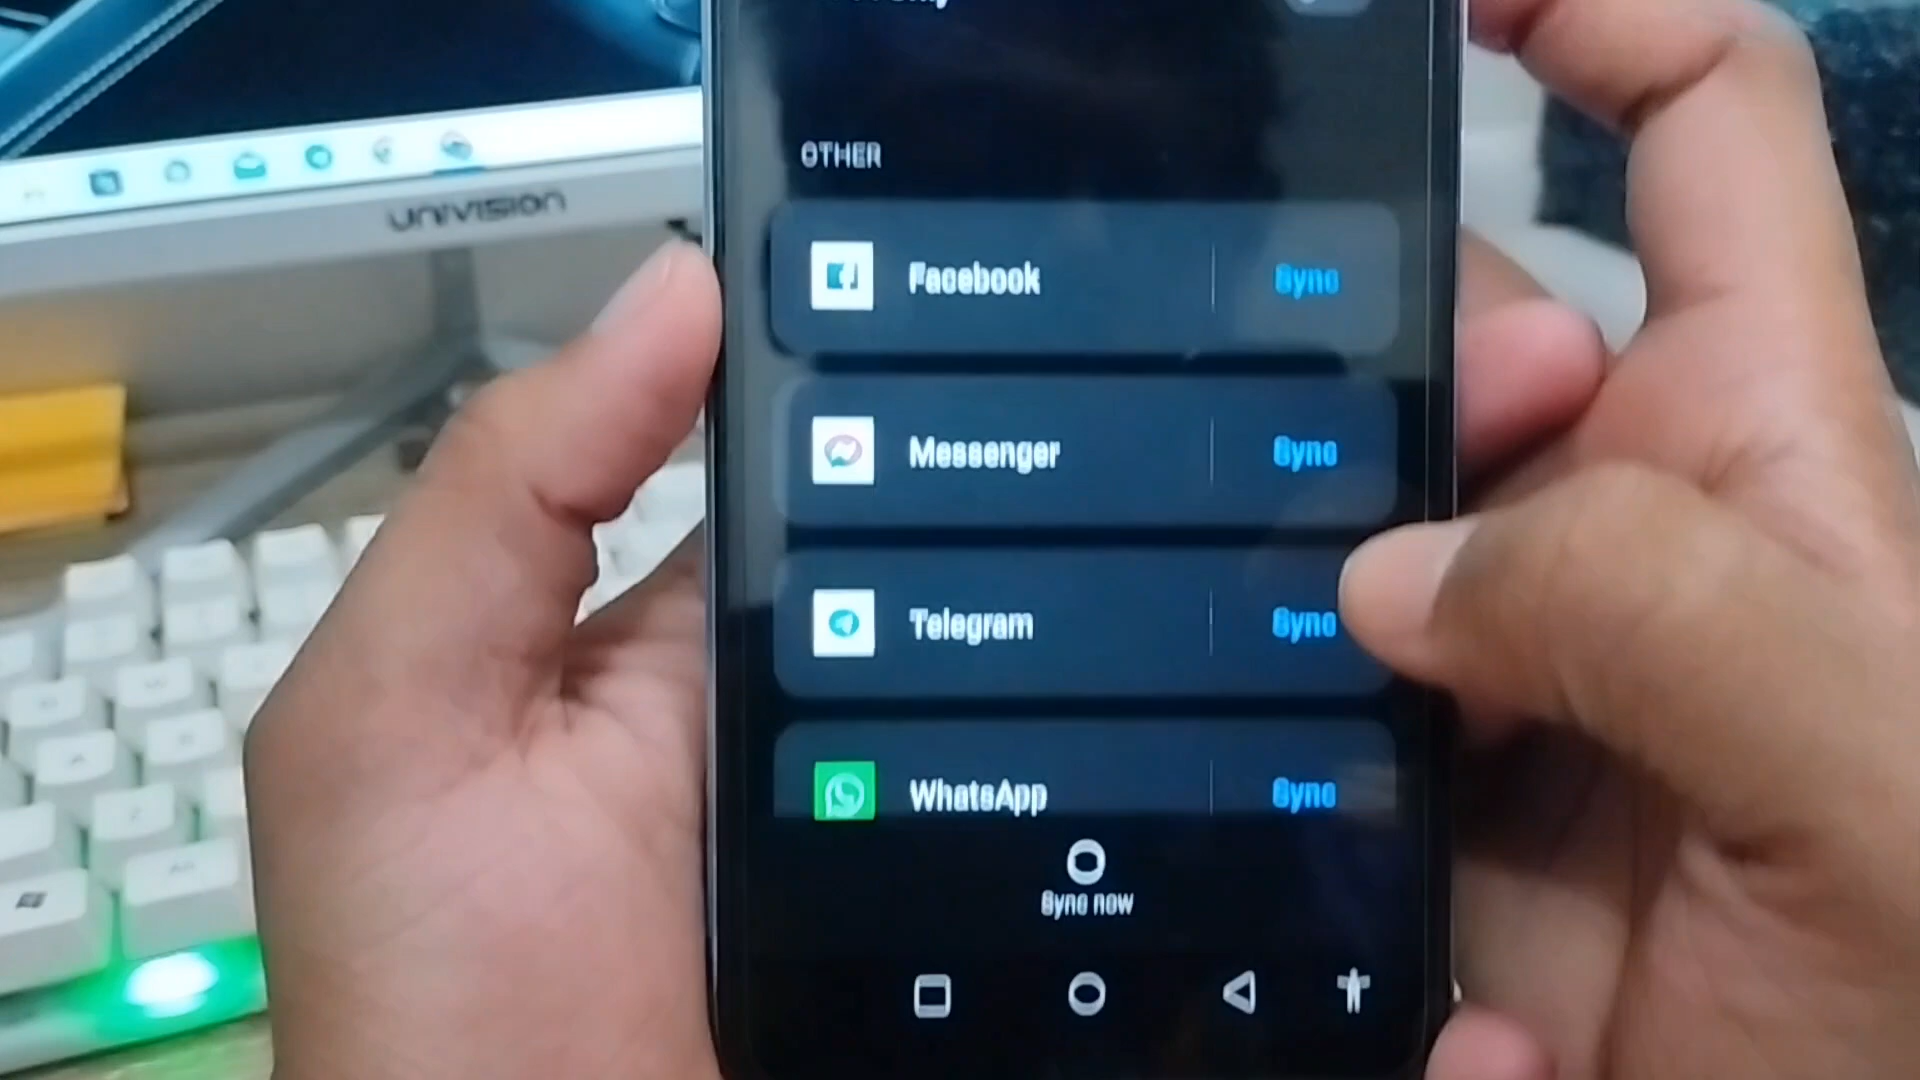 OTHER
Facebook
Sync
Messenger
Sync
Telegram
Sync
WhatsApp
Sync
Sync now
UNIVISION